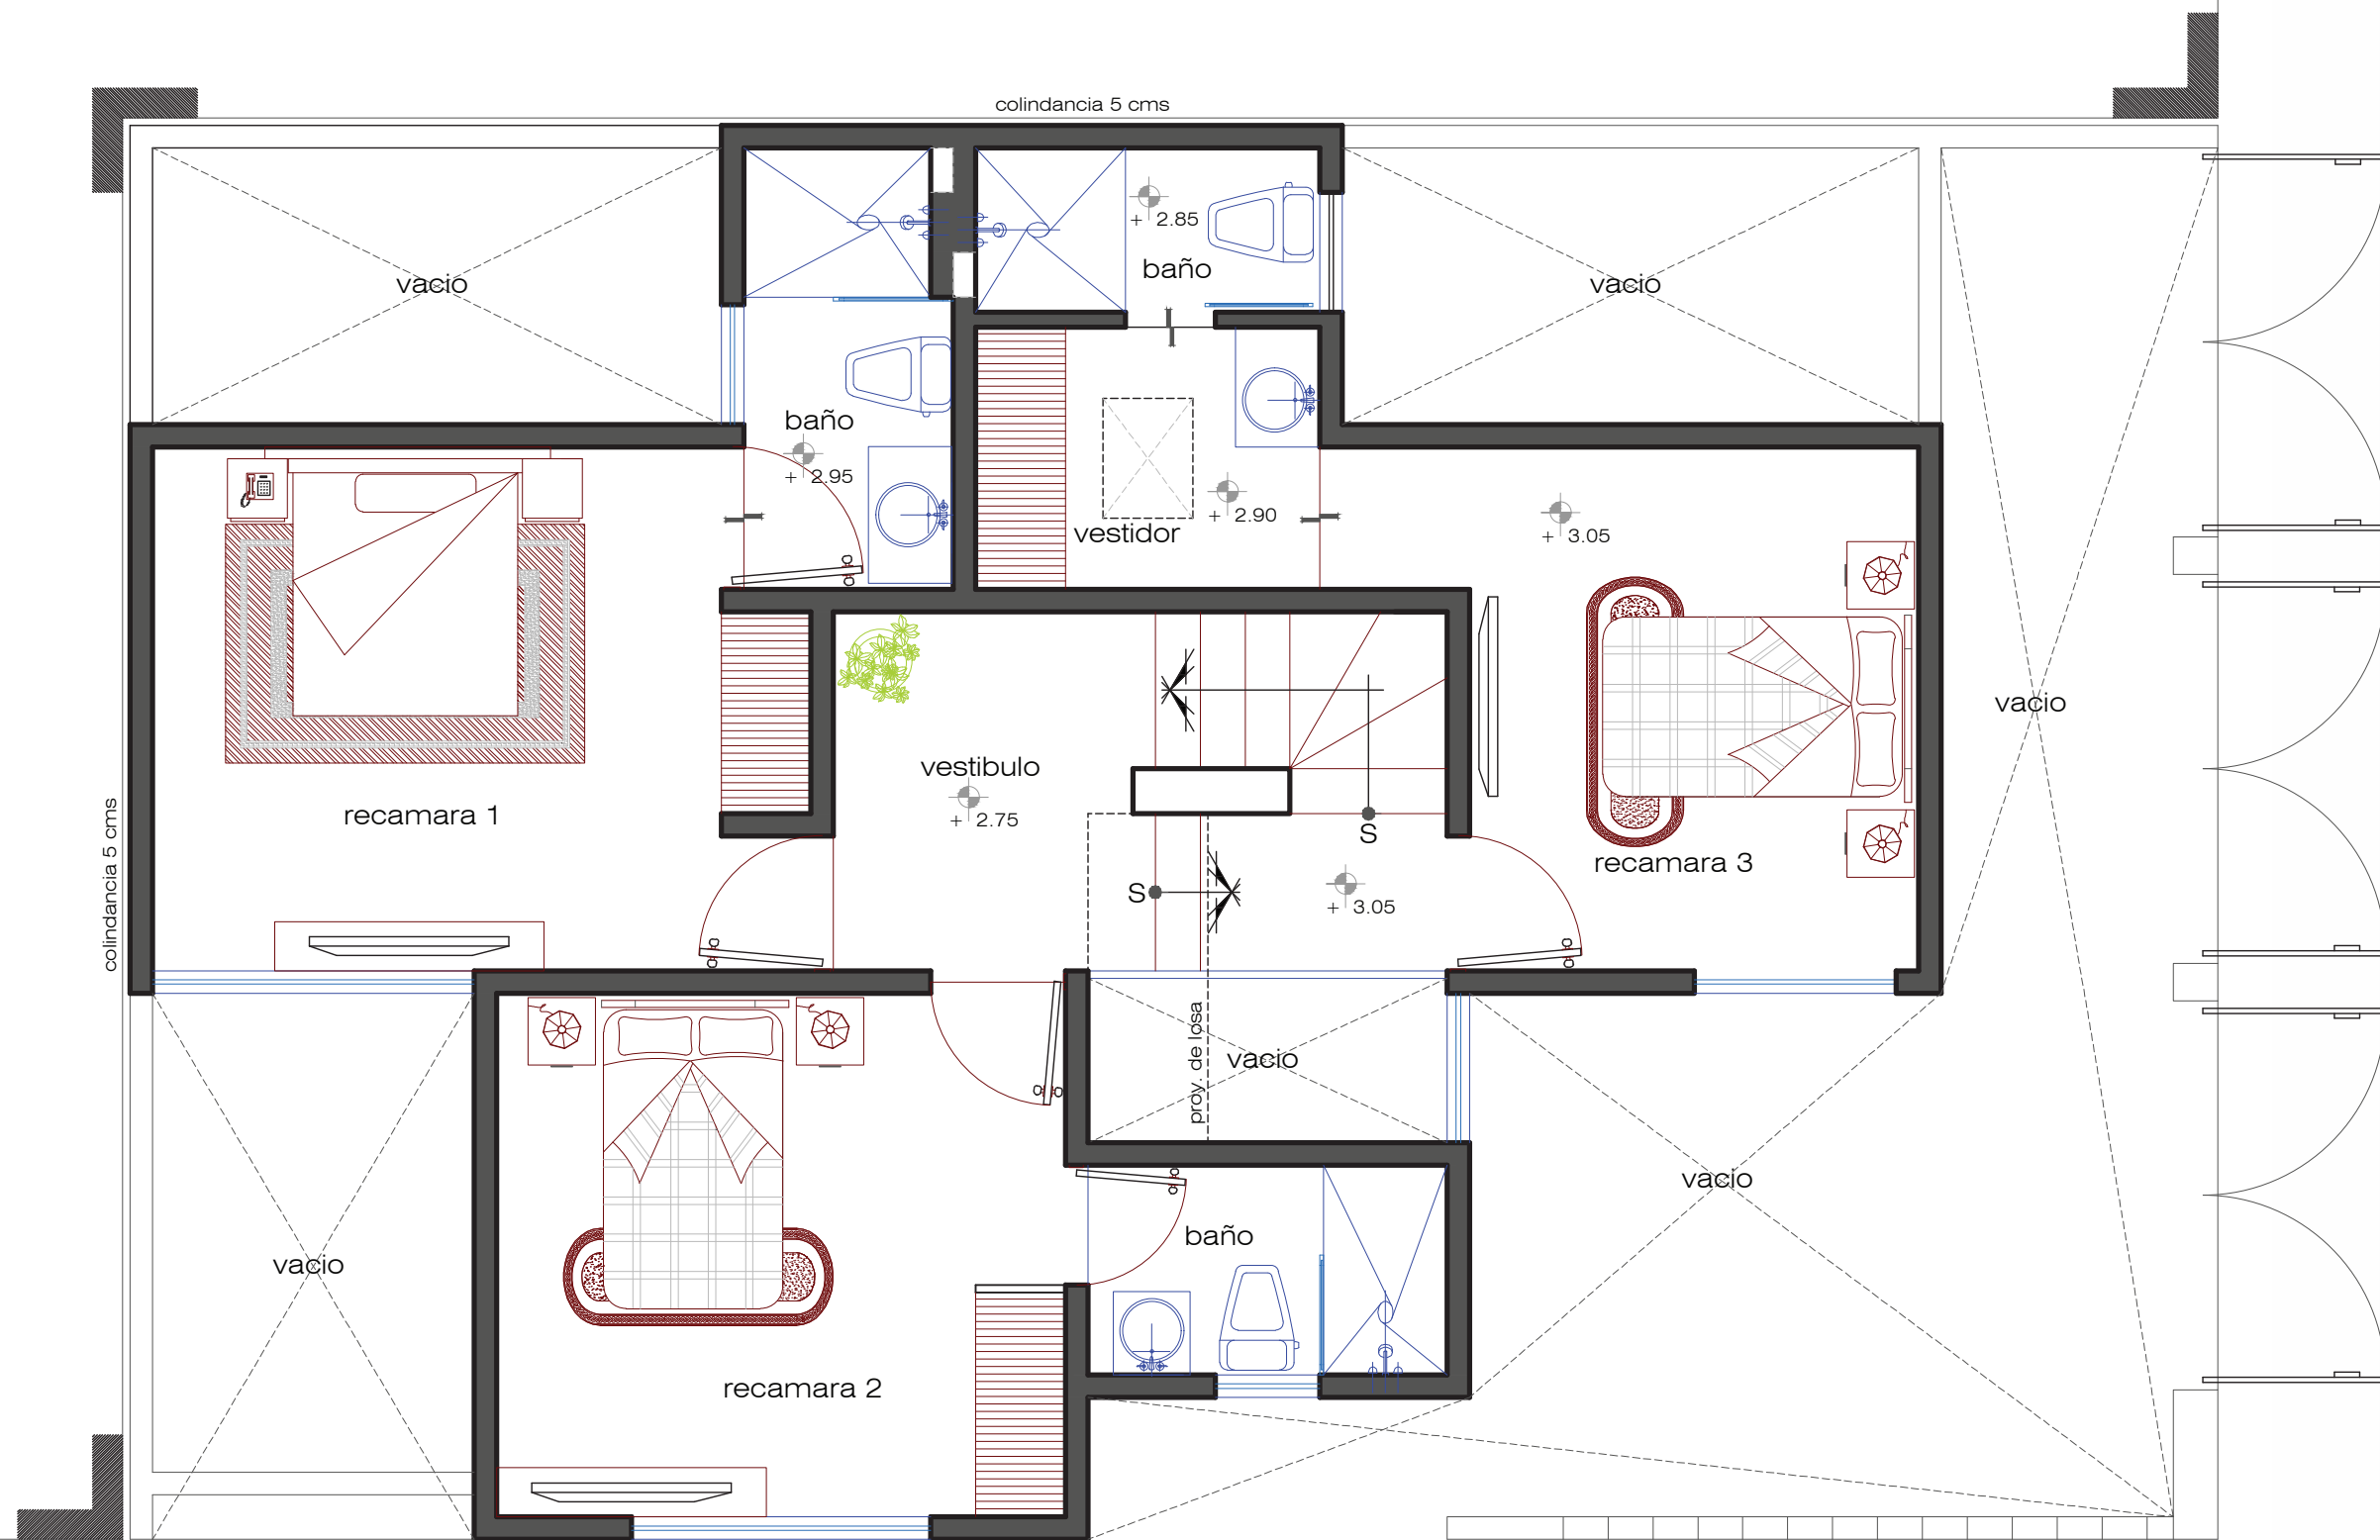 colindancia 5 cms
+ 2.85
baño
vacio
vacio
baño
+ 2.95
+ 2.90
vestidor
+ 3.05
vacio
vestibulo
+ 2.75
recamara 1
S
recamara 3
S
+ 3.05
colindancia 5 cms
proy. de losa
vacio
vacio
baño
vacio
recamara 2